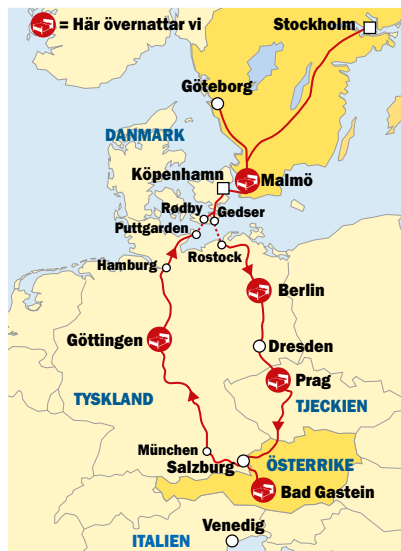 = Här övernattar vi
Stockholm
Göteborg
DANMARK
Köpenhamn
Malmö
Rødby
Gedser
Puttgarden
Rostock
Hamburg
Berlin
Göttingen
Dresden
Prag
TYSKLAND
TJECKIEN
München
Salzburg
ÖSTERRIKE
Bad Gastein
Venedig
ITALIEN